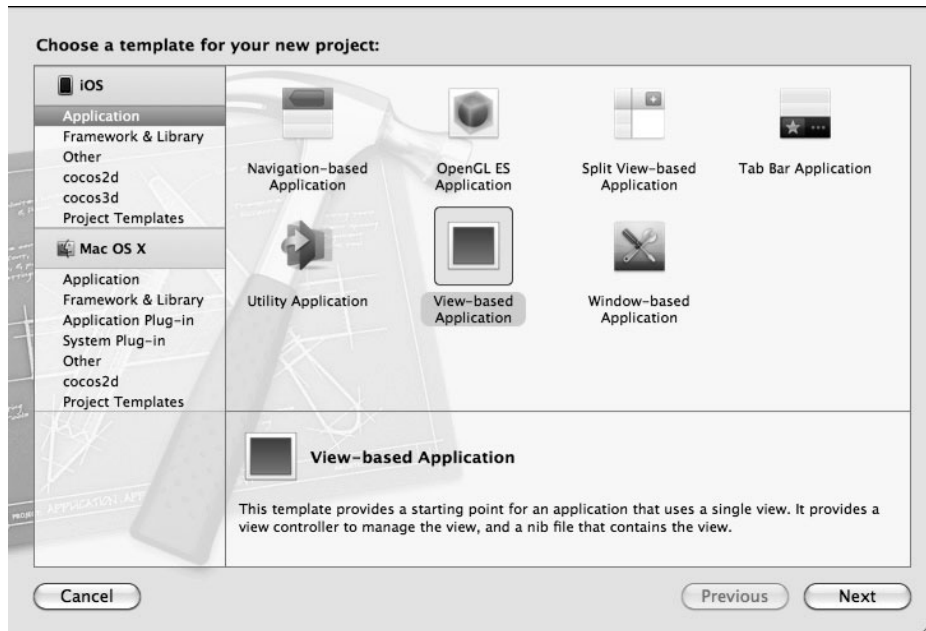 Choose a template for your new project:
iOS
Application
Framework & Library
Other
cocos2d
cocos3d
Project Templates
Mac OS X
Application
Framework & Library
Application Plug-in
System Plug-in
Other
cocos2d
Project Templates
Navigation-based
Application
OpenGL ES
Application
Split View-based
Application
Tab Bar Application
Utility Application
View-based
Application
Window-based
Application
View-based Application
This template provides a starting point for an application that uses a single view. It provides a
view controller to manage the view, and a nib file that contains the view.
Cancel
Previous
Next